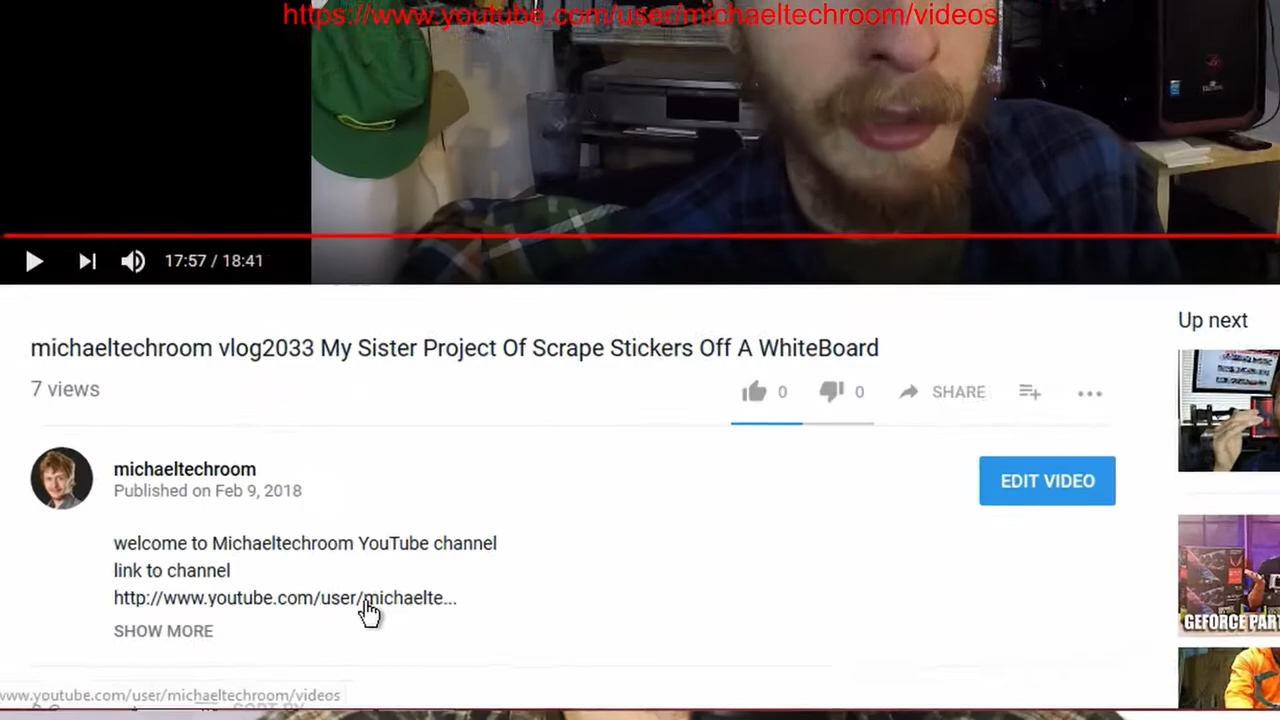 https://www.youtube.com/user/michaeltechroom/videos
17:57 / 18:41
michaeltechroom vlog2033 My Sister Project Of Scrape Stickers Off A WhiteBoard
7 views
0
0
SHARE
Up next
michaeltechroom
Published on Feb 9, 2018
EDIT VIDEO
welcome to Michaeltechroom YouTube channel
link to channel
http://www.youtube.com/user/michaelte...
SHOW MORE
GEFORCE PAR
www.youtube.com/user/michaeltechroom/videos
SORT BY